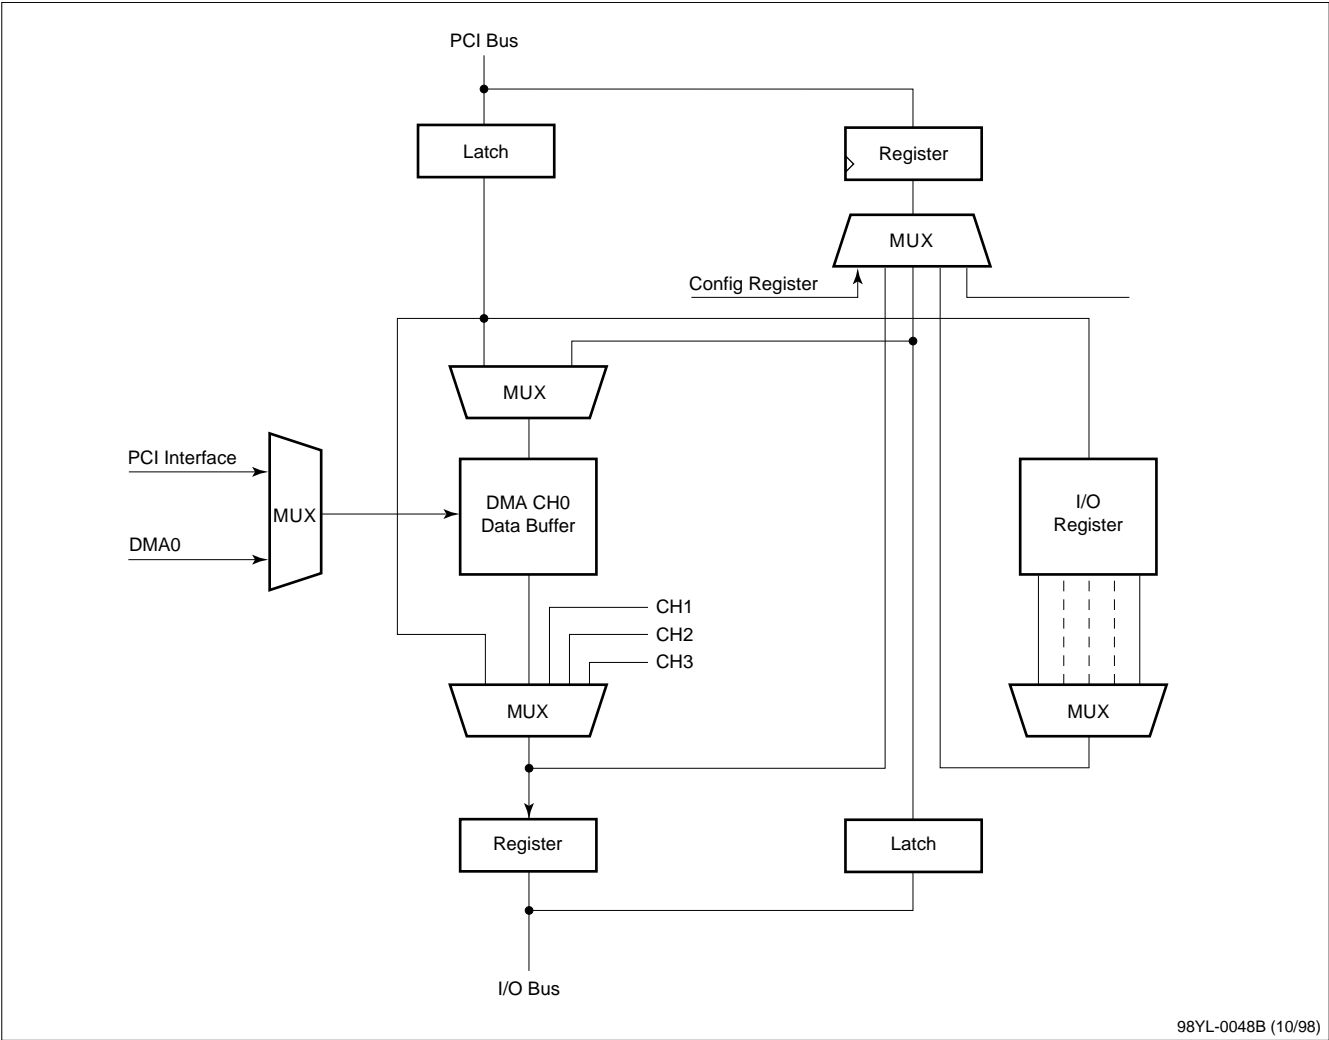 PCI Bus
Latch
Register
MUX
Config Register
MUX
PCI Interface
MUX
DMA0
DMA CH0
Data Buffer
I/O
Register
CH1
CH2
CH3
MUX
MUX
Register
Latch
I/O Bus
98YL-0048B (10/98)